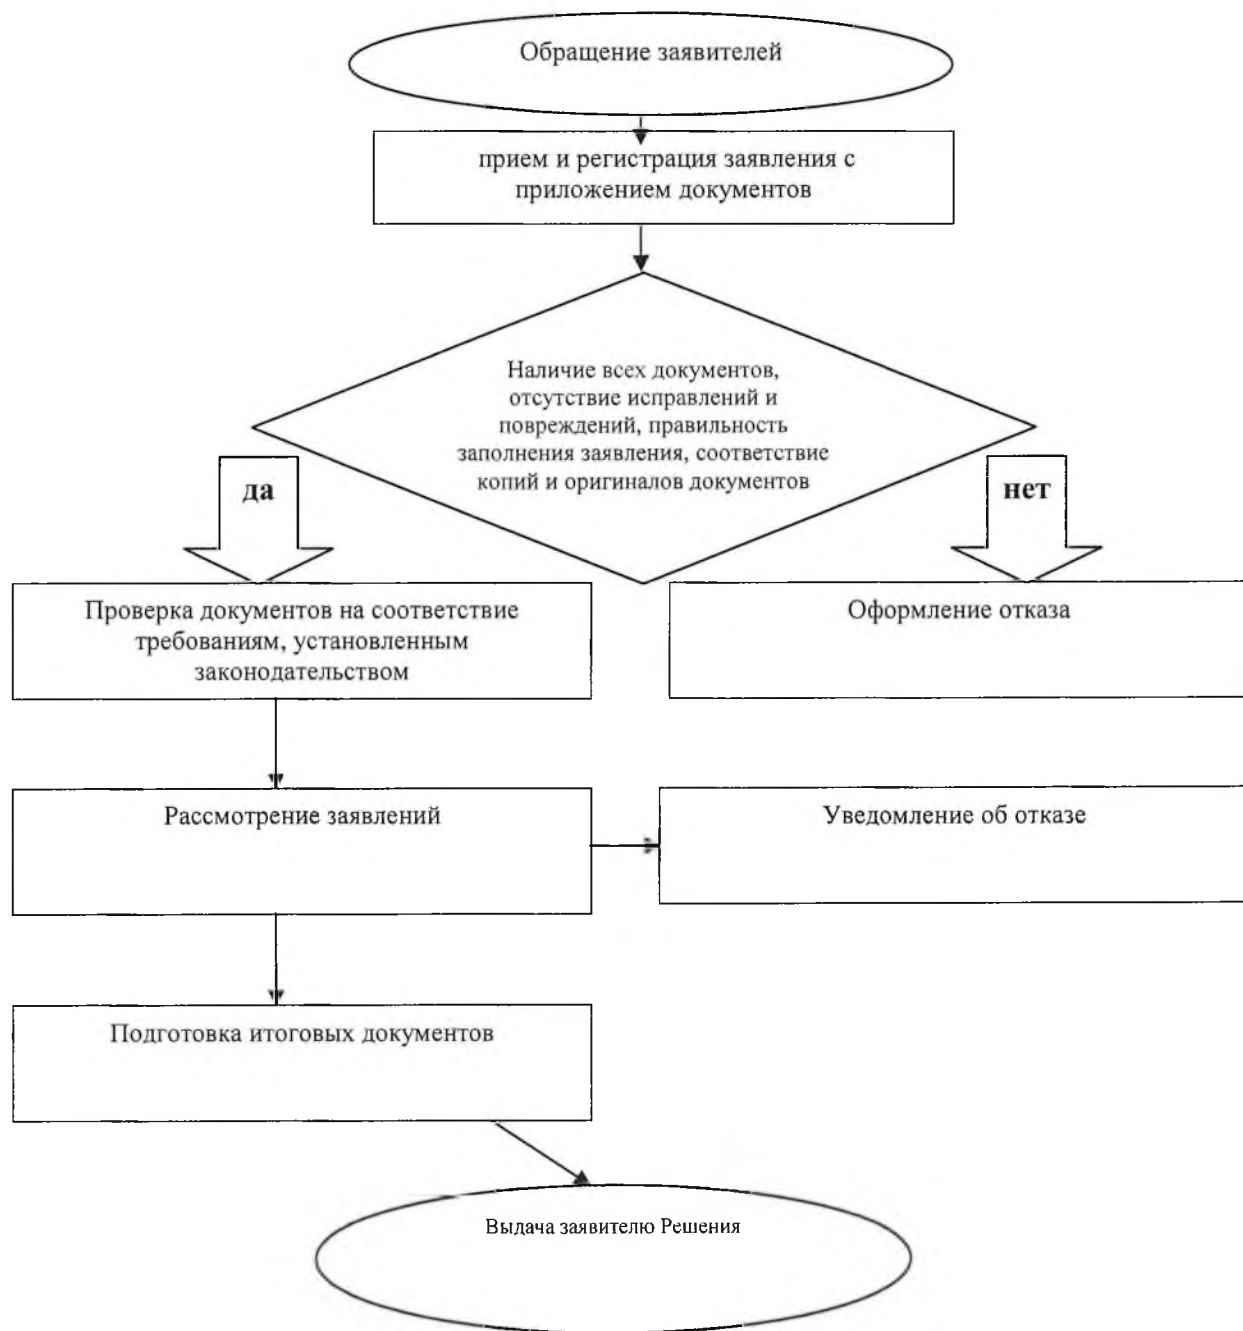 Обращение заявителей
прием и регистрация заявления с
приложением документов
Наличие всех документов,
отсутствие исправлений и
повреждений, правильность
заполнения заявления, соответствие
копий и оригиналов документов
да
нет
Проверка документов на соответствие
требованиям, установленным
законодательством
Оформление отказа
Рассмотрение заявлений
Уведомление об отказе
Подготовка итоговых документов
Выдача заявителю Решения